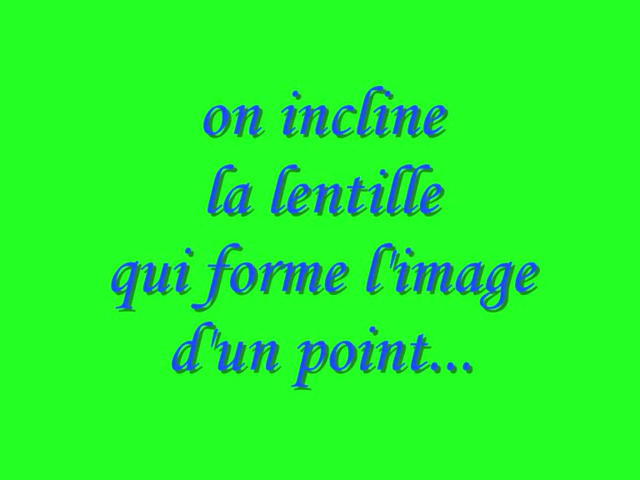 on incline
la lentille
qui forme l'image
d'un point...